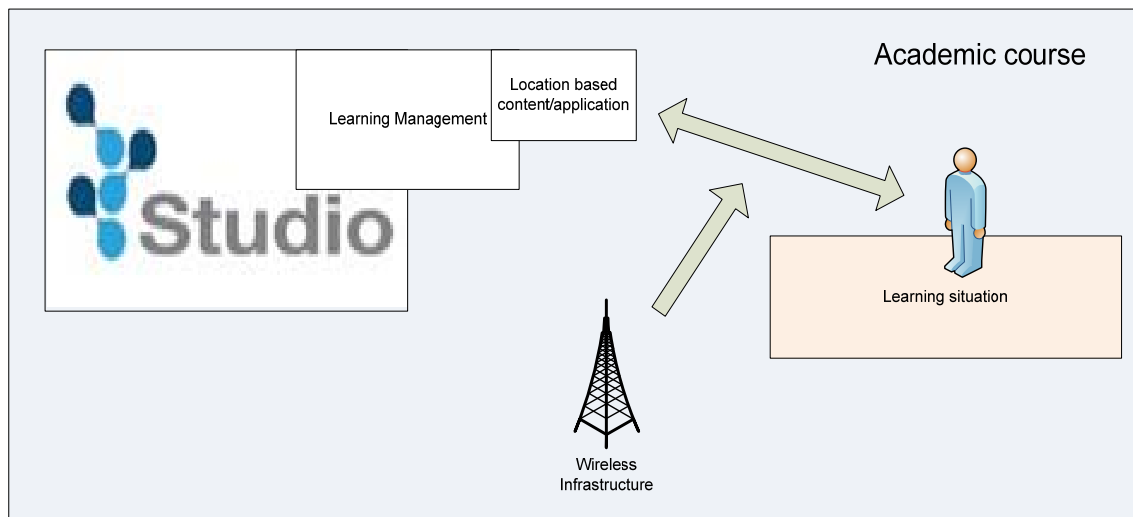 Academic course
Location based
content/application
Learning Management
Studio
Learning situation
Wireless
Infrastructure